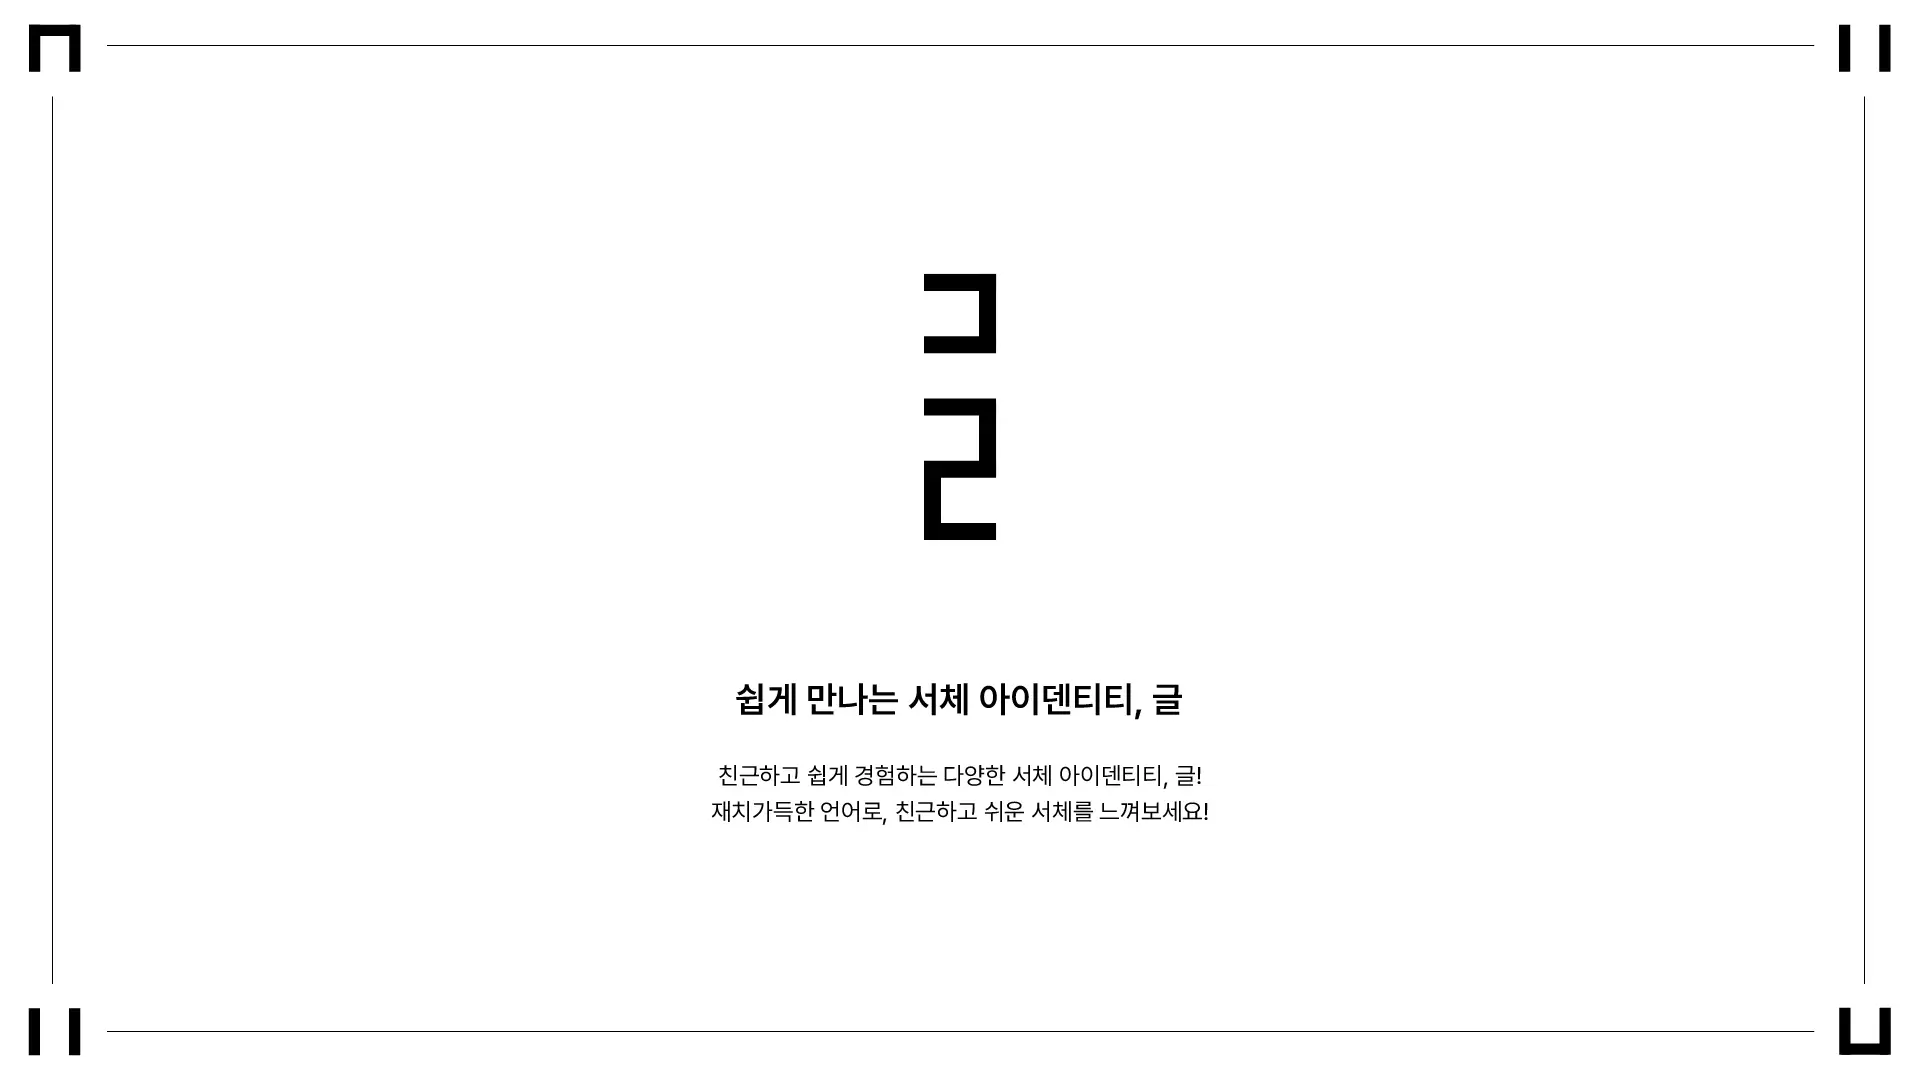 글
쉽게 만나는 서체 아이덴티티, 글
친근하고 쉽게 경험하는 다양한 서체 아이덴티티, 글!
재치가득한 언어로, 친근하고 쉬운 서체를 느껴보세요!